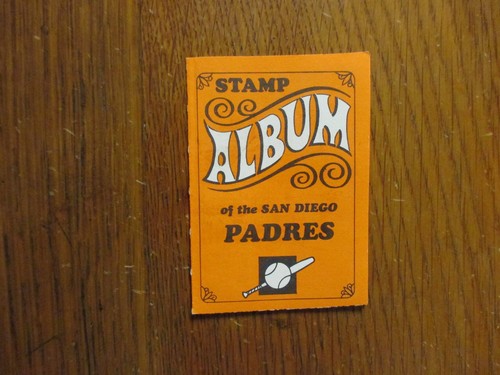 STAMP
ALBUM
of the SAN DIEGO
PADRES